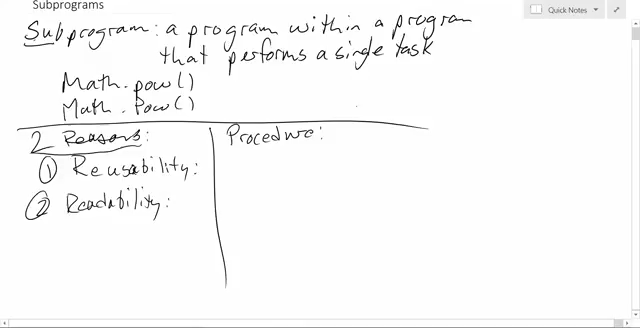 Subprograms
Quick Notes
Subprogram: a program within a program
that performs a single task
Math.pow()
Math.Pow()
2 Reasons:
Procedure:
① Reusability:
② Readability: